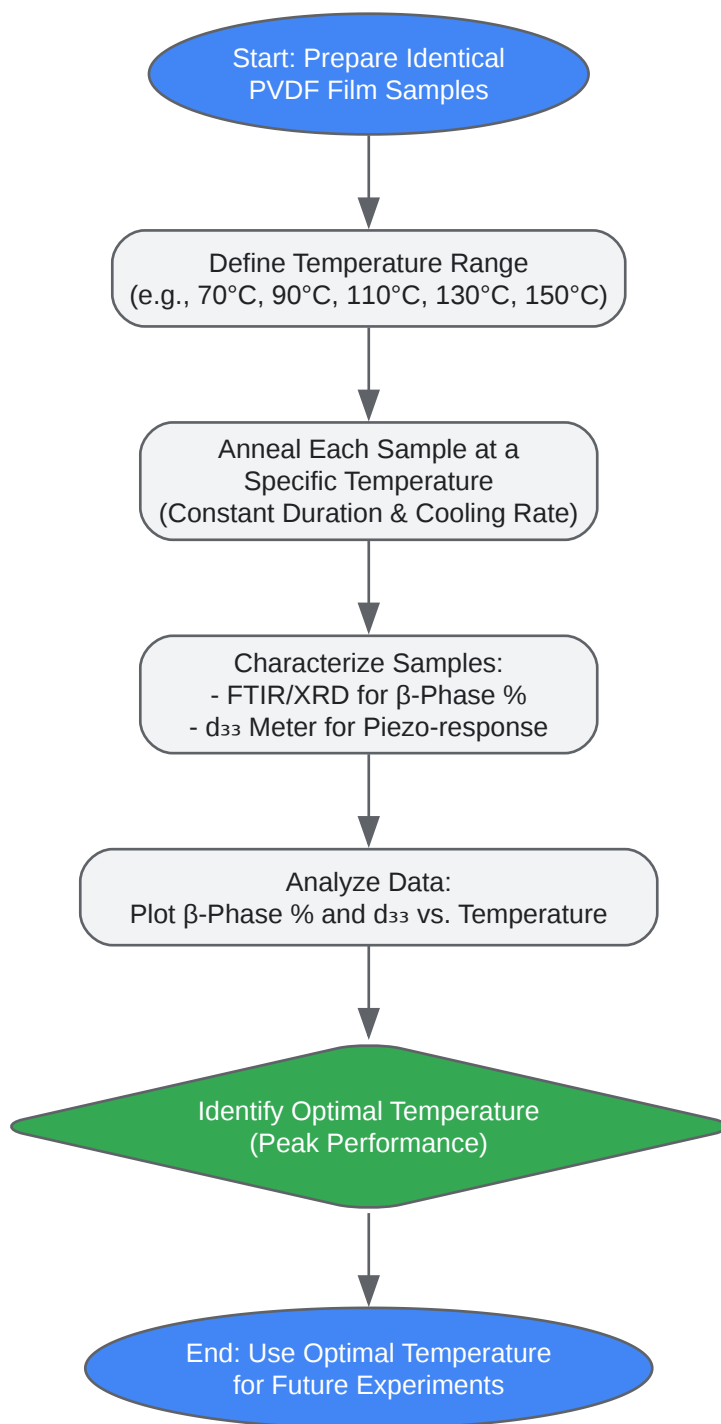 Start: Prepare Identical
PVDF Film Samples
Define Temperature Range
(e.g., 70°C, 90°C, 110°C, 130°C, 150°C)
Anneal Each Sample at a
Specific Temperature
(Constant Duration & Cooling Rate)
Characterize Samples:
- FTIR/XRD for β-Phase %
- d₃₃ Meter for Piezo-response
Analyze Data:
Plot β-Phase % and d₃₃ vs. Temperature
Identify Optimal Temperature
(Peak Performance)
End: Use Optimal Temperature
for Future Experiments